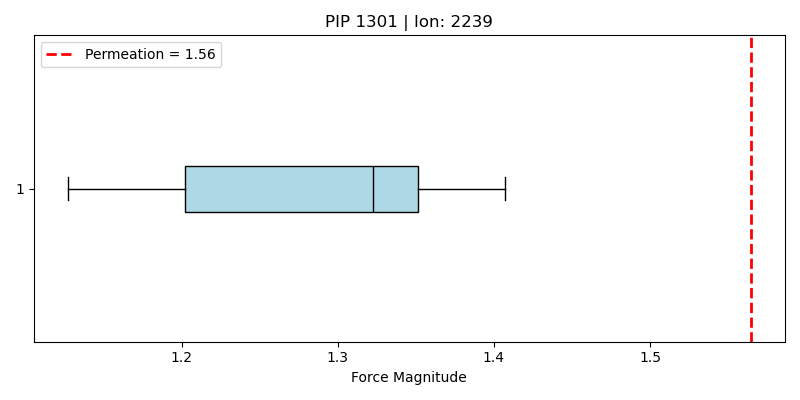 PIP 1301 | Ion: 2239
Permeation = 1.56
1
1.2 1.3 1.4 1.5
Force Magnitude